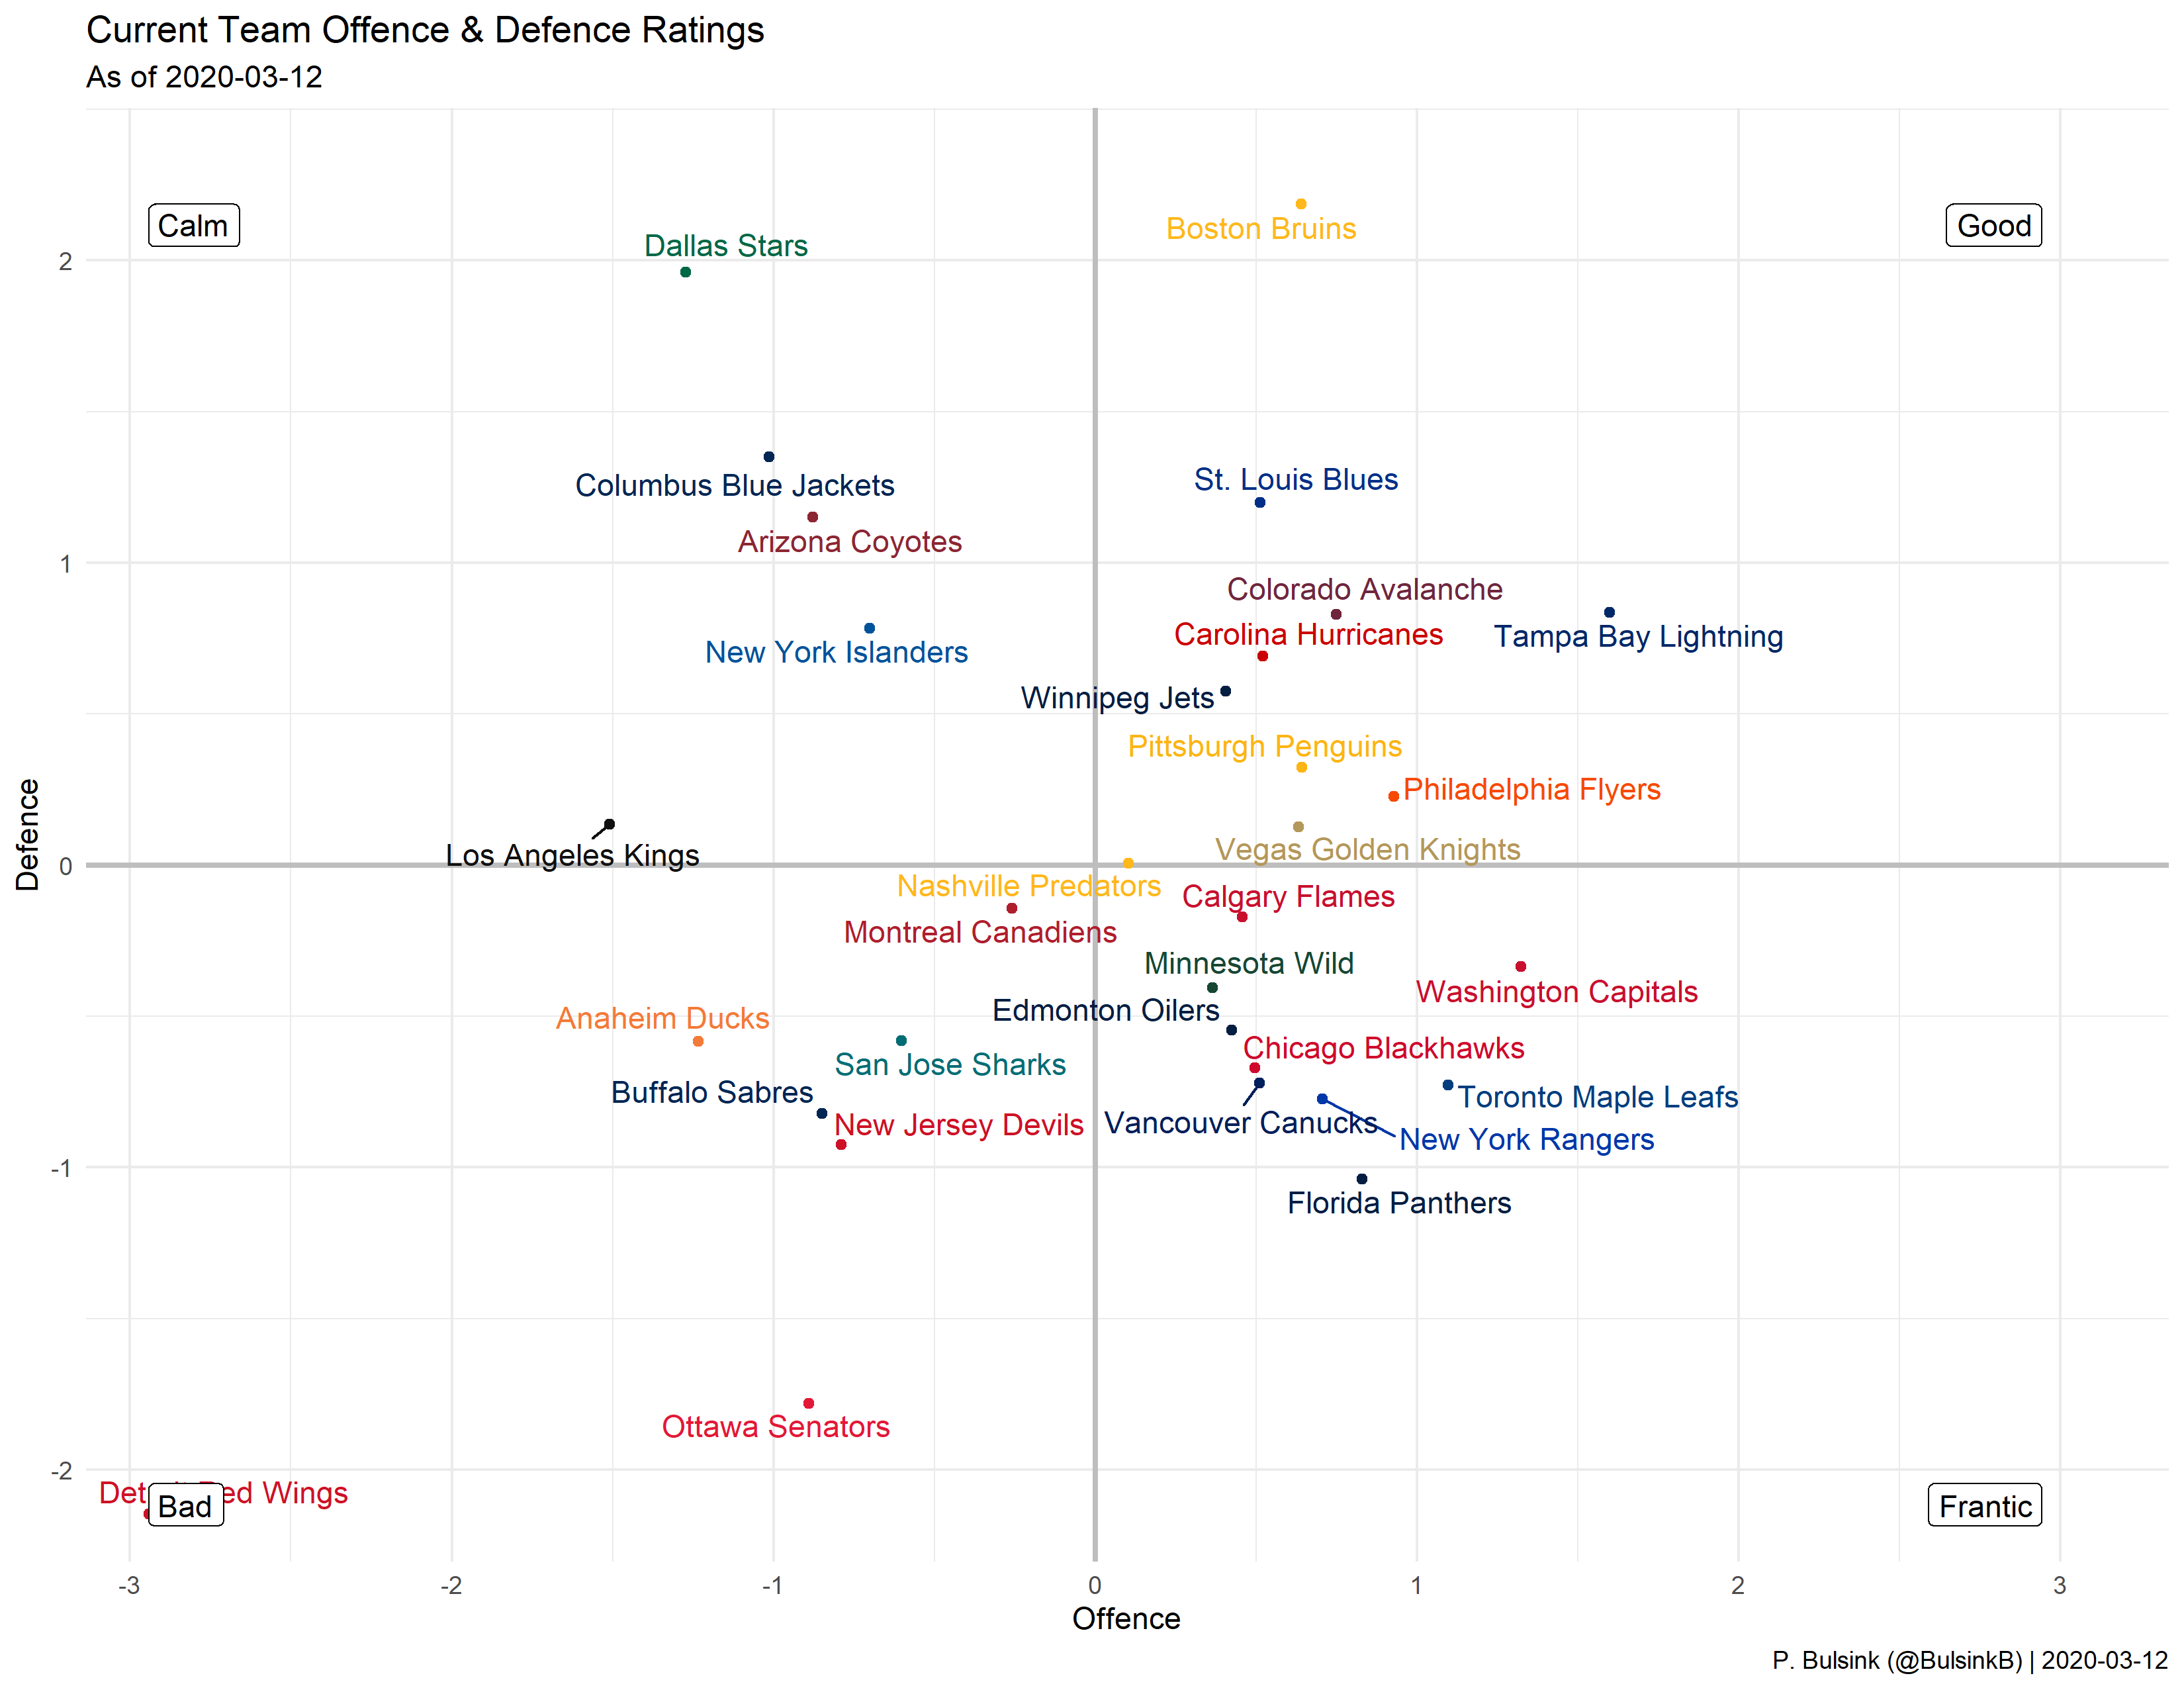 Current Team Offence & Defence Ratings
As of 2020-03-12
Calm
Good
Boston Bruins
Dallas Stars
2
Columbus Blue Jackets
St. Louis Blues
Arizona Coyotes
1
Colorado Avalanche
Carolina Hurricanes
Tampa Bay Lightning
New York Islanders
Winnipeg Jets
Pittsburgh Penguins
Philadelphia Flyers
Defence
Los Angeles Kings
Vegas Golden Knights
0
Nashville Predators
Calgary Flames
Montreal Canadiens
Minnesota Wild
Washington Capitals
Edmonton Oilers
Anaheim Ducks
Chicago Blackhawks
San Jose Sharks
Buffalo Sabres
Toronto Maple Leafs
Vancouver Canucks
New Jersey Devils
New York Rangers
-1
Florida Panthers
Ottawa Senators
-2
Wings
Bad
Frantic
-3 -2 -1 0 1 2 3
Offence
P. Bulsink (@BulsinkB) | 2020-03-12